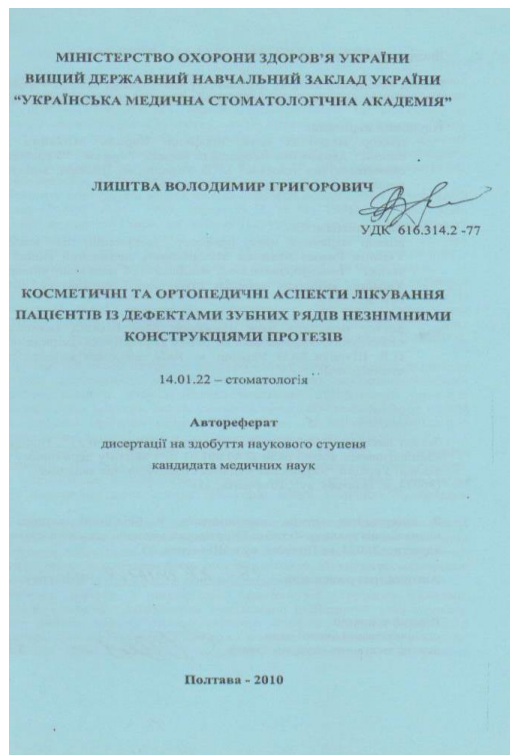 МІНІСТЕРСТВО ОХОРОНИ ЗДОРОВ’Я УКРАЇНИ
ВИЩИЙ ДЕРЖАВНИЙ НАВЧАЛЬНИЙ ЗАКЛАД УКРАЇНИ
“УКРАЇНСЬКА МЕДИЧНА СТОМАТОЛОГІЧНА АКАДЕМІЯ”
ЛИШТВА ВОЛОДИМИР ГРИГОРОВИЧ
УДК 616.314.2 -77
КОСМЕТИЧНІ ТА ОРТОПЕДИЧНІ АСПЕКТИ ЛІКУВАННЯ
ПАЦІЄНТІВ ІЗ ДЕФЕКТАМИ ЗУБНИХ РЯДІВ НЕЗНІМНИМИ
КОНСТРУКЦІЯМИ ПРОТЕЗІВ
14.01.22 – стоматологія
Автореферат
дисертації на здобуття наукового ступеня
кандидата медичних наук
Полтава - 2010